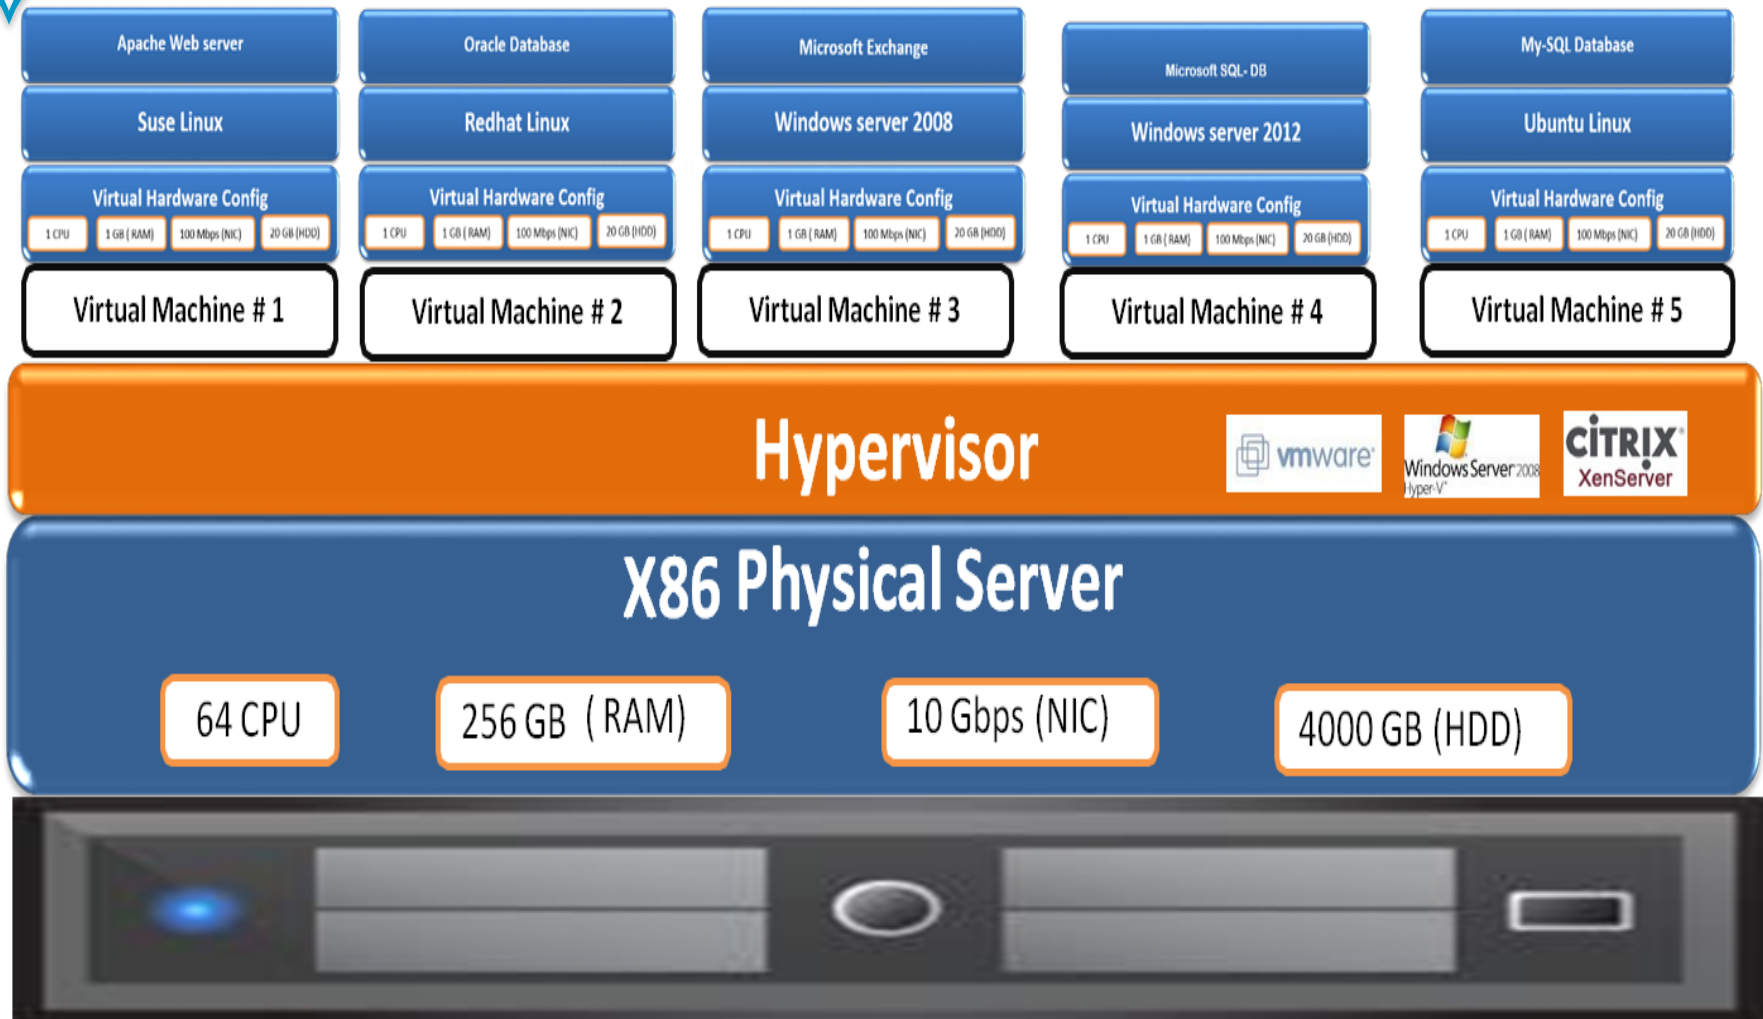 Apache Web server
Suse Linux
Virtual Hardware Config
1 CPU
1 GB ( RAM)
100 Mbps (NIC)
20 GB (HDD)
Virtual Machine # 1
Oracle Database
Redhat Linux
Virtual Hardware Config
1 CPU
1 GB ( RAM)
100 Mbps (NIC)
20 GB (HDD)
Virtual Machine # 2
Microsoft Exchange
Windows server 2008
Virtual Hardware Config
1 CPU
1 GB ( RAM)
100 Mbps (NIC)
20 GB (HDD)
Virtual Machine # 3
Microsoft SQL- DB
Windows server 2012
Virtual Hardware Config
1 CPU
1 GB ( RAM)
100 Mbps (NIC)
20 GB (HDD)
Virtual Machine # 4
My-SQL Database
Ubuntu Linux
Virtual Hardware Config
1 CPU
1 GB ( RAM)
100 Mbps (NIC)
20 GB (HDD)
Virtual Machine # 5
Hypervisor
vmware
Windows Server 2008
Hyper-V
CİTRIX
XenServer
X86 Physical Server
64 CPU
256 GB ( RAM)
10 Gbps (NIC)
4000 GB (HDD)